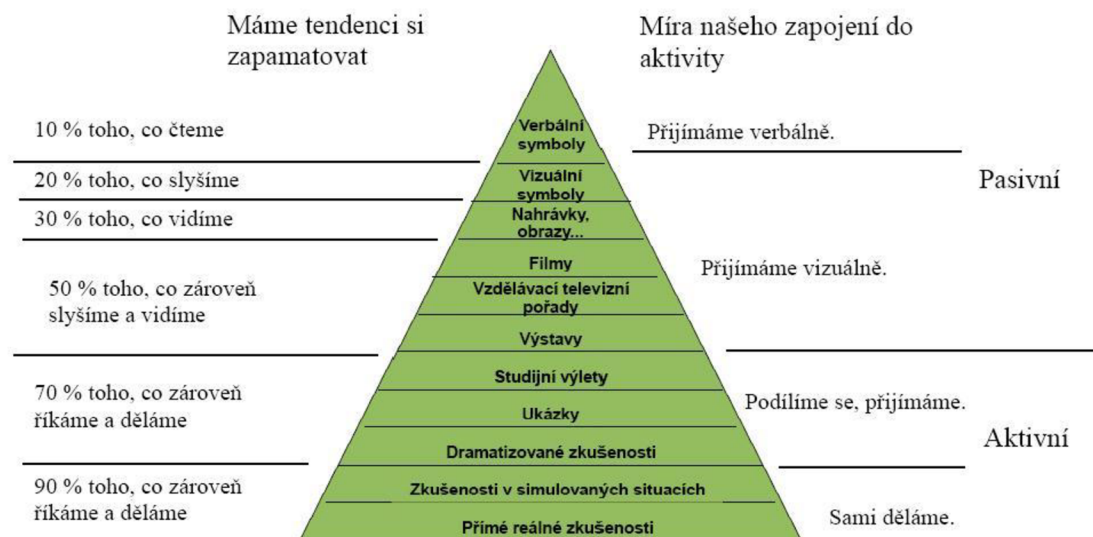 Máme tendenci si
zapamatovat
Míra našeho zapojení do
aktivity
10 % toho, co čteme
Verbální
symboly
Přijímáme verbálně.
20 % toho, co slyšíme
Vizuální
symboly
Pasivní
30 % toho, co vidíme
Nahrávky,
obrazy...
Filmy
Přijímáme vizuálně.
50 % toho, co zároveň
slyšíme a vidíme
Vzdělávací televizní
pořady
Výstavy
70 % toho, co zároveň
říkáme a děláme
Studijní výlety
Ukázky
Podílíme se, přijímáme.
Aktivní
Dramatizované zkušenosti
90 % toho, co zároveň
říkáme a děláme
Zkušenosti v simulovaných situacích
Přímé reálné zkušenosti
Sami děláme.